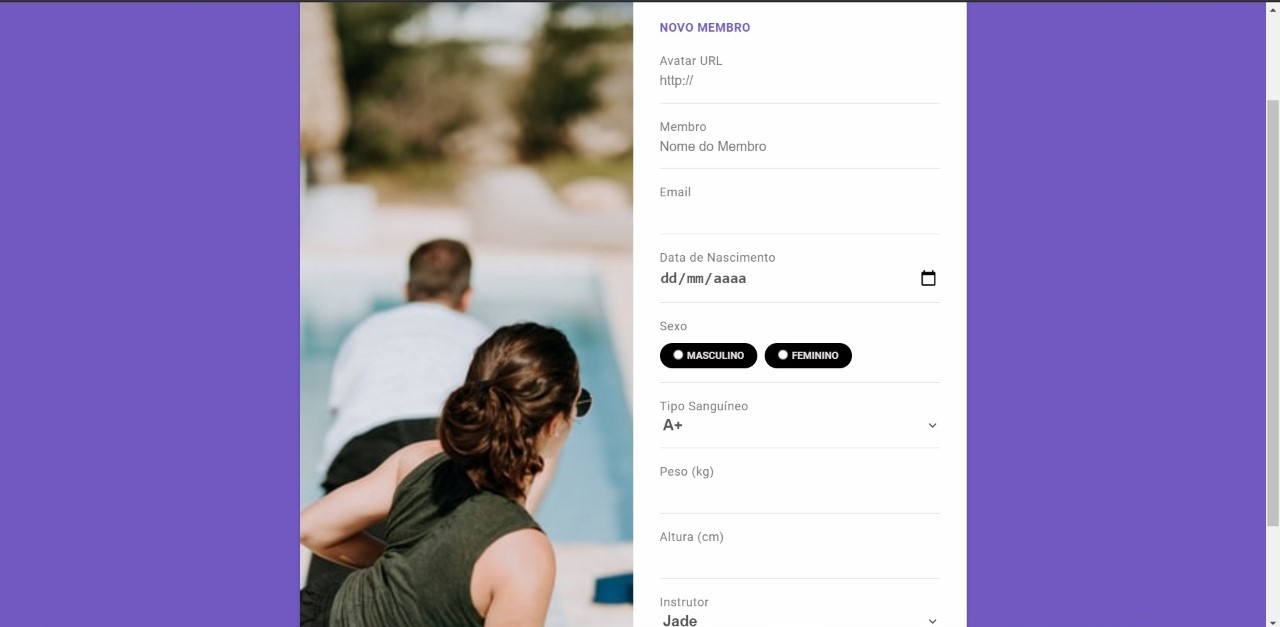 NOVO MEMBRO
Avatar URL
http://
Membro
Nome do Membro
Email
Data de Nascimento
dd/mm/aaaa
Sexo
MASCULINO FEMININO
Tipo Sanguíneo
A+
Peso (kg)
Altura (cm)
Instrutor
Jade